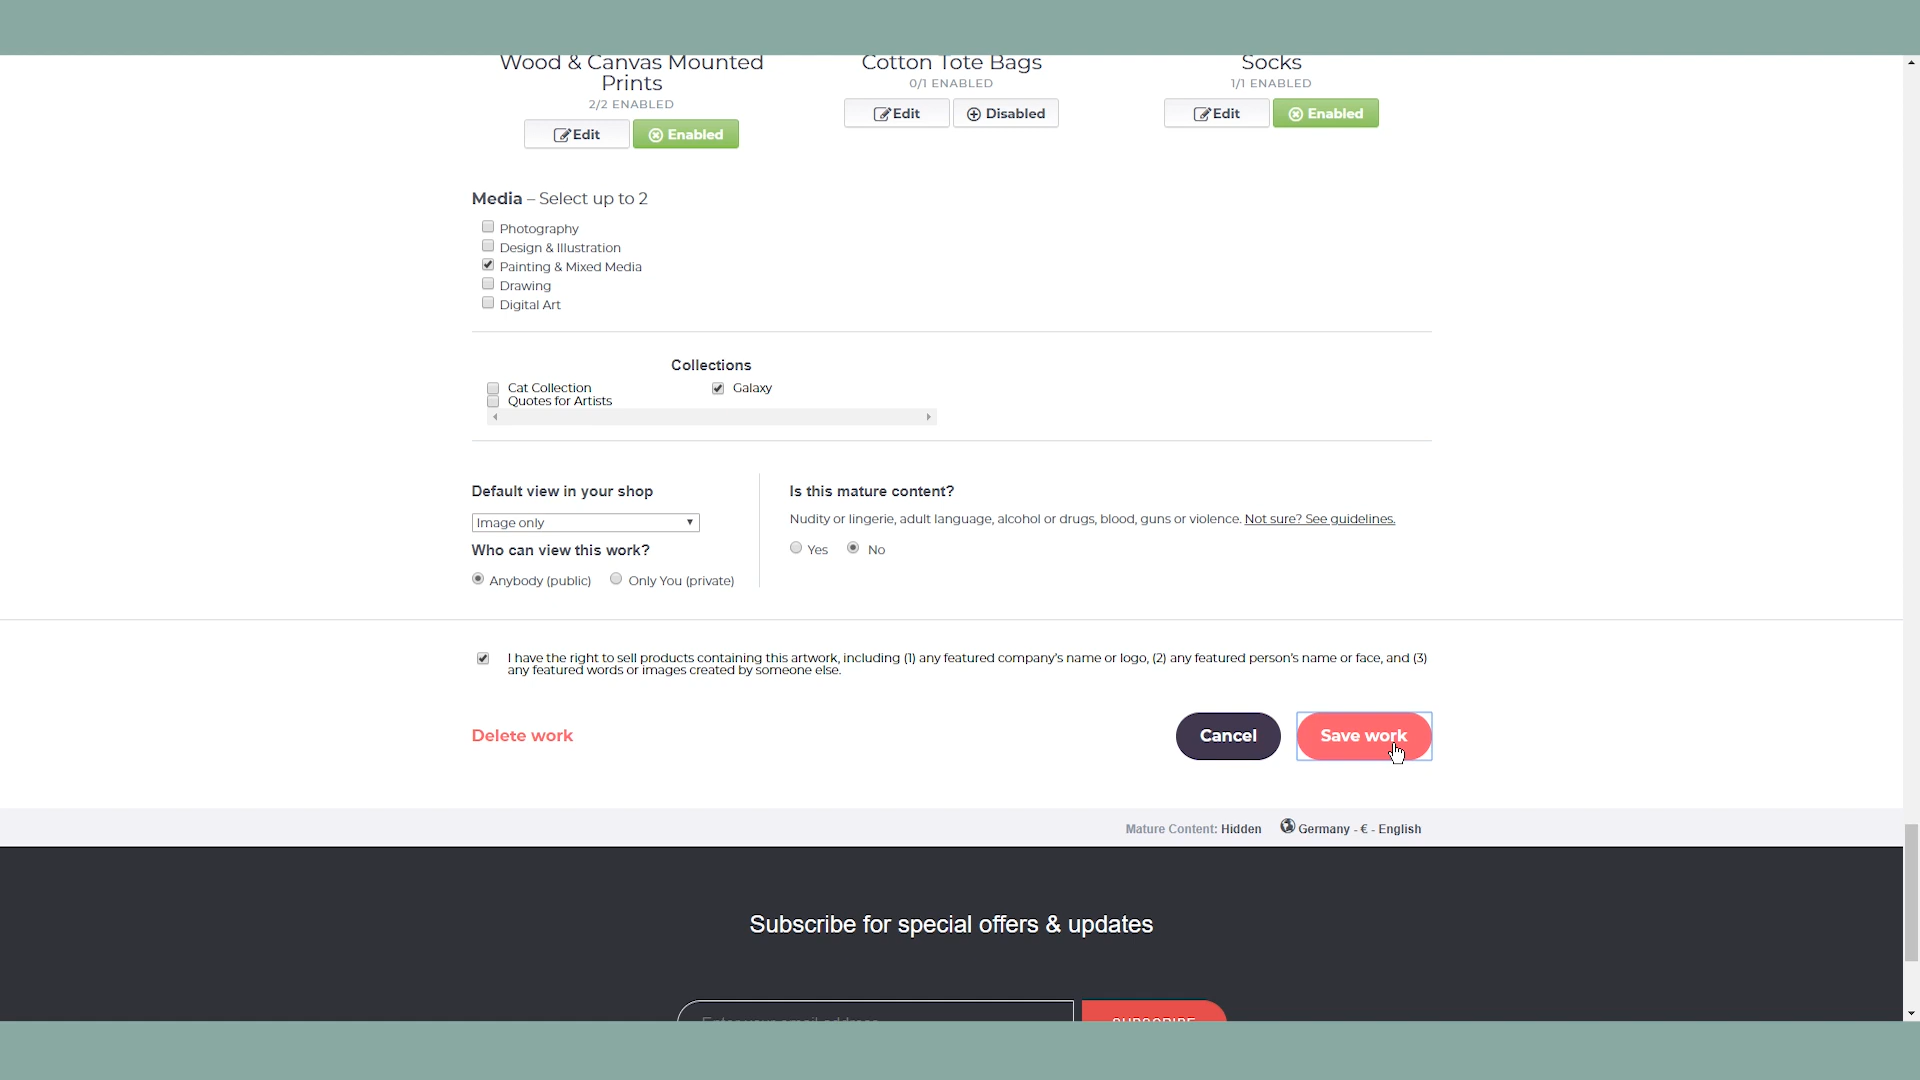 Wood & Canvas Mounted
Prints
2/2 ENABLED
Edit
Enabled
Cotton Tote Bags
0/1 ENABLED
Edit
Disabled
Socks
1/1 ENABLED
Edit
Enabled
Media – Select up to 2
Photography
Design & Illustration
Painting & Mixed Media
Drawing
Digital Art
Collections
Cat Collection
Galaxy
Quotes for Artists
Default view in your shop
Image only
Who can view this work?
Anybody (public)
Only You (private)
Is this mature content?
Nudity or lingerie, adult language, alcohol or drugs, blood, guns or violence. Not sure? See guidelines.
Yes
No
I have the right to sell products containing this artwork, including (1) any featured company's name or logo, (2) any featured person's name or face, and (3)
any featured words or images created by someone else.
Delete work
Cancel
Save work
Mature Content: Hidden
Germany - € - English
Subscribe for special offers & updates
Enter your email address
SUBSCRIBE